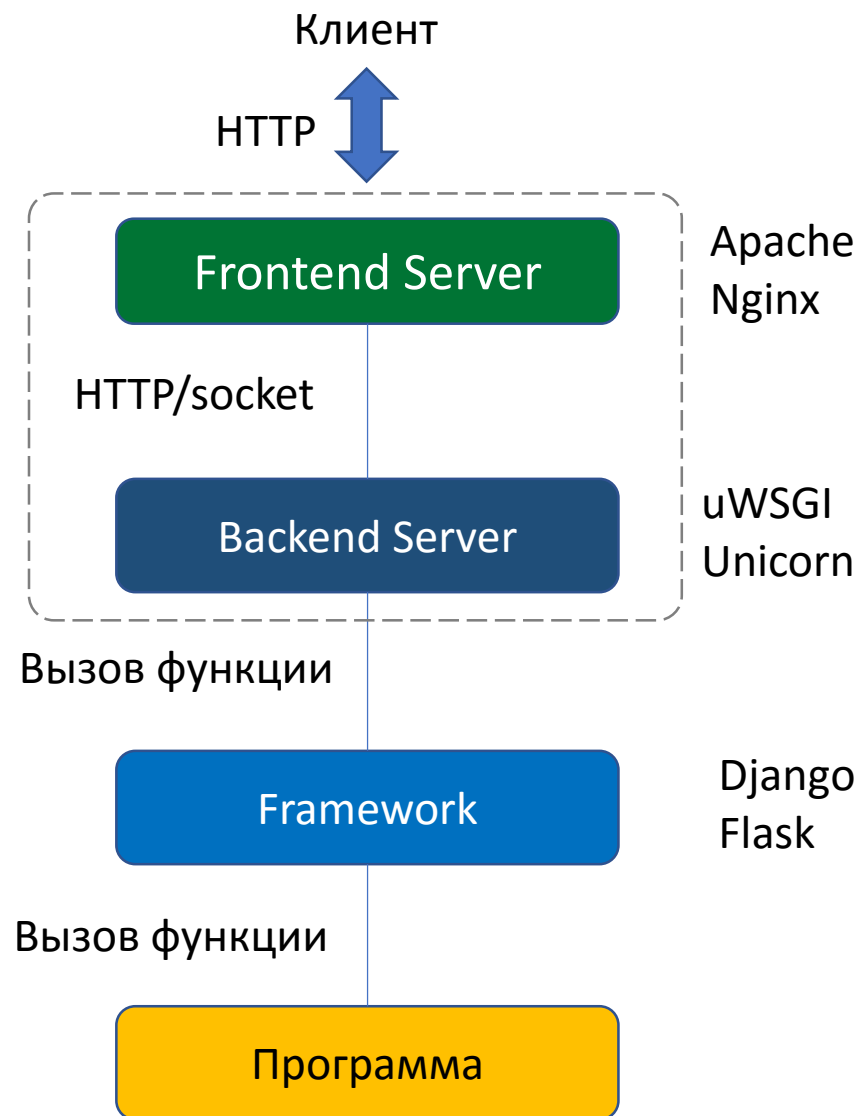 Клиент
HTTP
Frontend Server
Apache
Nginx
HTTP/socket
Backend Server
uWSGI
Unicorn
Вызов функции
Framework
Django
Flask
Вызов функции
Программа